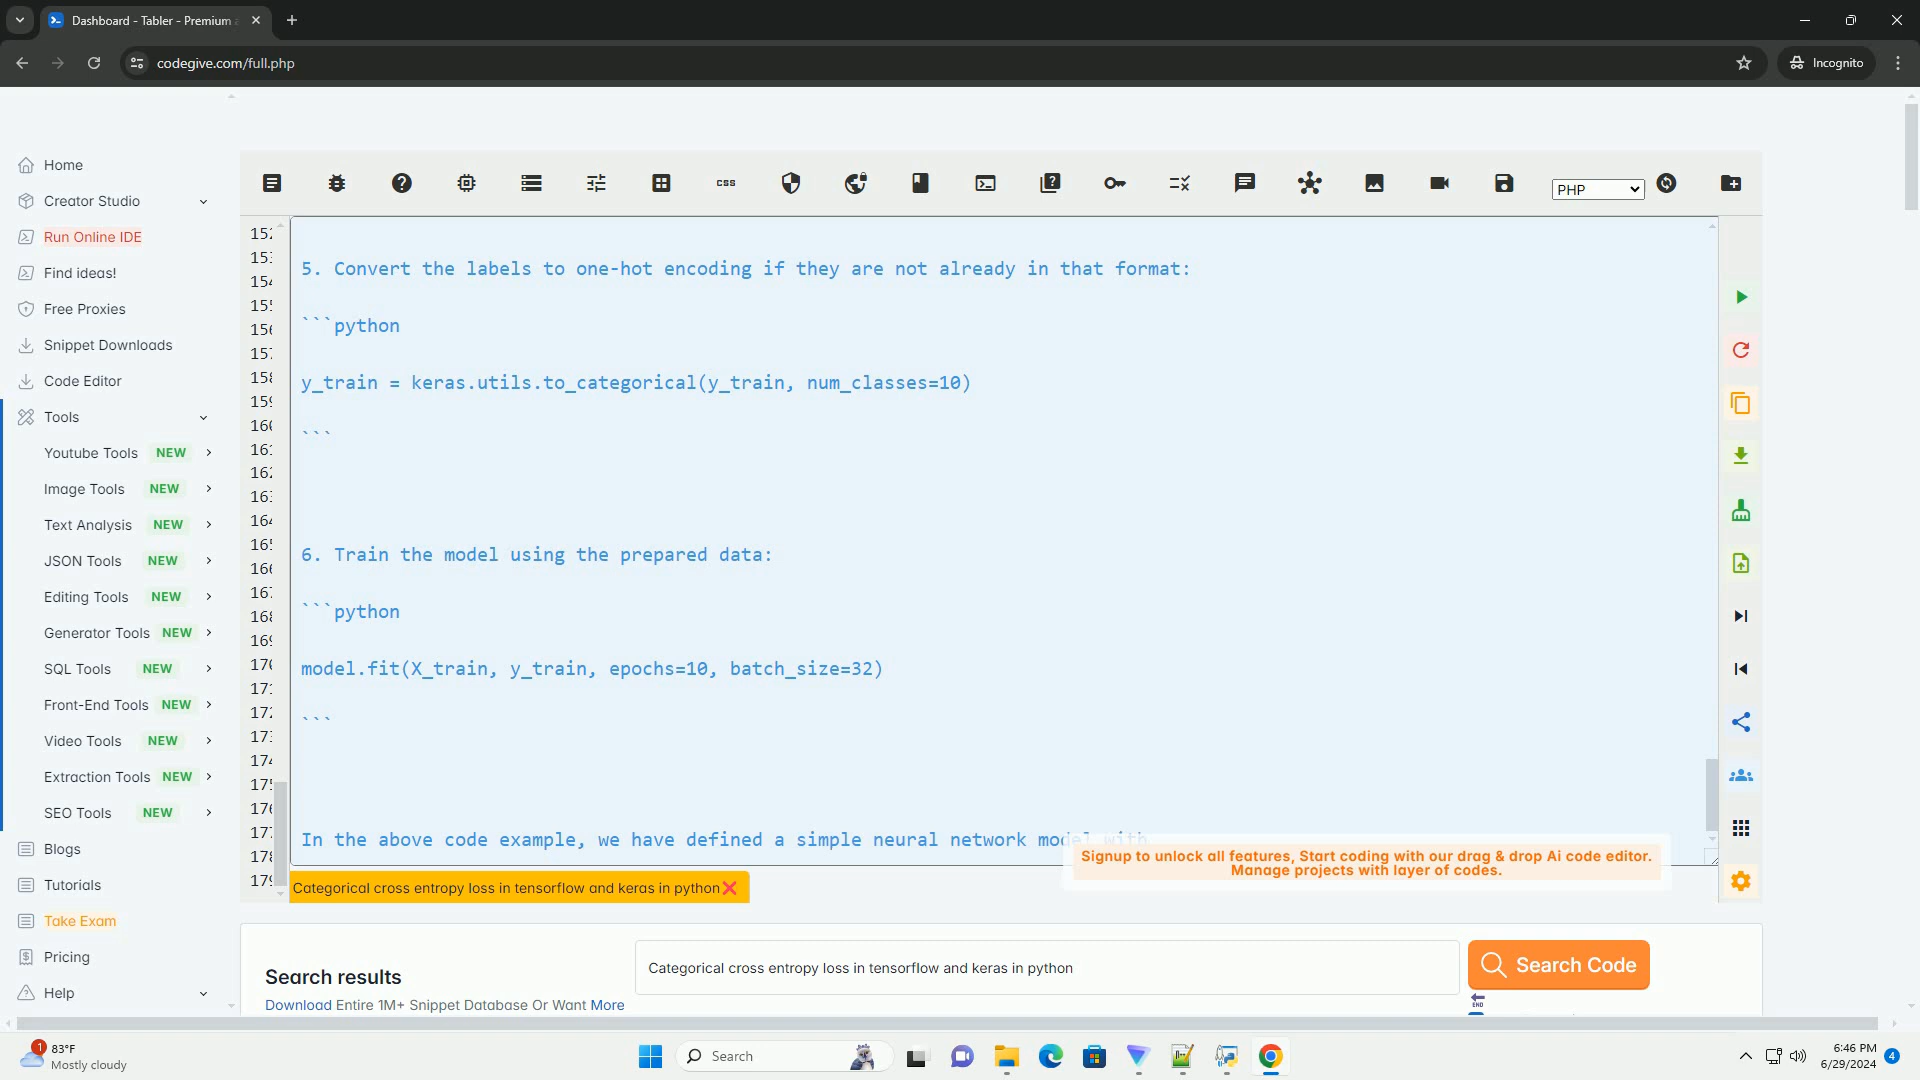 Dashboard - Tabler - Premium
codegive.com/full.php
Incognito
Home
Creator Studio
Run Online IDE
Find ideas!
Free Proxies
Snippet Downloads
Code Editor
Tools
Youtube Tools NEW
Image Tools NEW
Text Analysis NEW
JSON Tools NEW
Editing Tools NEW
Generator Tools NEW
SQL Tools NEW
Front-End Tools NEW
Video Tools NEW
Extraction Tools NEW
SEO Tools NEW
Blogs
Tutorials
Take Exam
Pricing
Help
css
PHP
5. Convert the labels to one-hot encoding if they are not already in that format:
```python
y_train = keras.utils.to_categorical(y_train, num_classes=10)
```
6. Train the model using the prepared data:
```python
model.fit(X_train, y_train, epochs=10, batch_size=32)
```
In the above code example, we have defined a simple neural network model with
Signup to unlock all features, Start coding with our drag & drop Ai code editor.
Manage projects with layer of codes.
Categorical cross entropy loss in tensorflow and keras in python
Search results
Download Entire 1M+ Snippet Database Or Want More
Categorical cross entropy loss in tensorflow and keras in python
Search Code
END
1
83°F
Mostly cloudy
Search
6:46 PM
6/29/2024
4